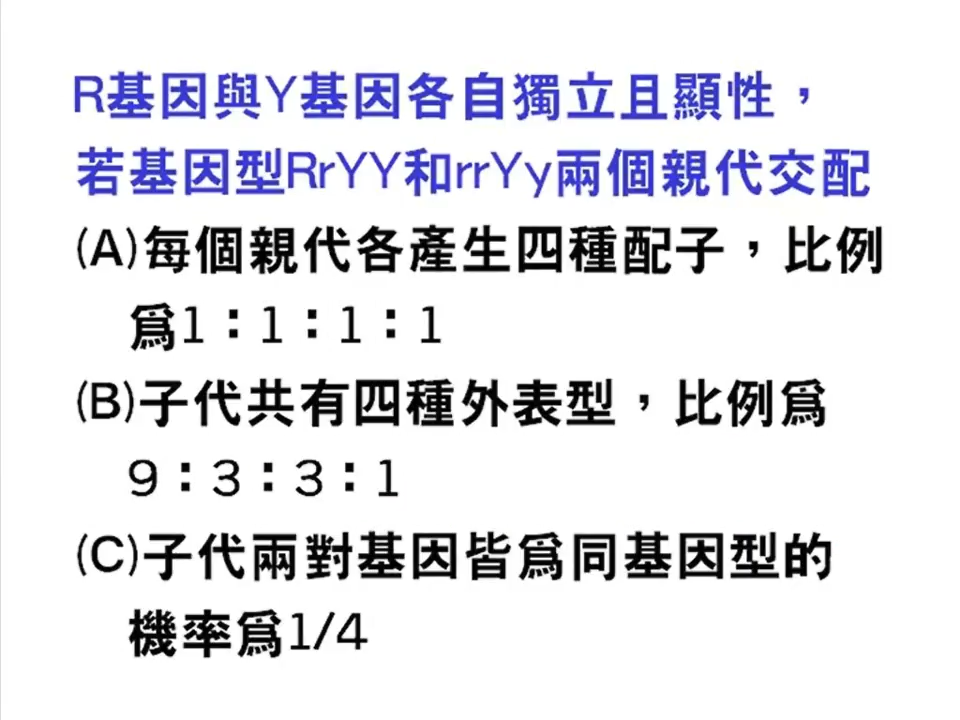 R基因與Y基因各自獨立且顯性，
若基因型RrYY和rrYy兩個親代交配
(A)每個親代各產生四種配子，比例
為1：1：1：1
(B)子代共有四種外表型，比例為
9：3：3：1
(C)子代兩對基因皆為同基因型的
機率為1/4